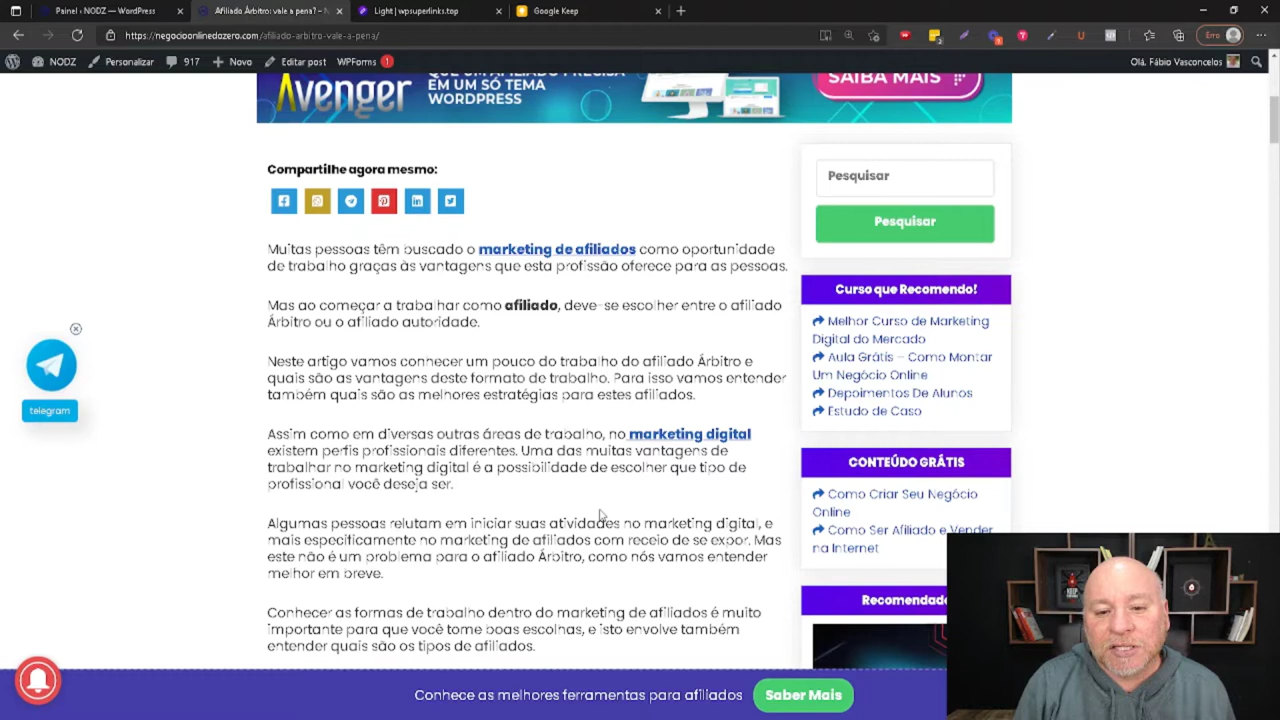 Painel ‹ NODZ — WordPress
Afiliado Árbitro: vale a pena? - N
Light | wpsuperlinks.top
Google Keep
https://negocioonlinedozero.com/afiliado-arbitro-vale-a-pena/
Erro
NODZ
Personalizar
917
Novo
Editar post
WPForms 1
Olá, Fábio Vasconcelos
Avenger
QUE UM AFILIADO PRECISA
EM UM SÓ TEMA
WORDPRESS
SAIBA MAIS
Compartilhe agora mesmo:
Muitas pessoas têm buscado o marketing de afiliados como oportunidade
de trabalho graças às vantagens que esta profissão oferece para as pessoas.
Mas ao começar a trabalhar como afiliado, deve-se escolher entre o afiliado
Árbitro ou o afiliado autoridade.
Neste artigo vamos conhecer um pouco do trabalho do afiliado Árbitro e
quais são as vantagens deste formato de trabalho. Para isso vamos entender
também quais são as melhores estratégias para estes afiliados.
Assim como em diversas outras áreas de trabalho, no marketing digital
existem perfis profissionais diferentes. Uma das muitas vantagens de
trabalhar no marketing digital é a possibilidade de escolher que tipo de
profissional você deseja ser.
Algumas pessoas relutam em iniciar suas atividades no marketing digital, e
mais especificamente no marketing de afiliados com receio de se expor. Mas
este não é um problema para o afiliado Árbitro, como nós vamos entender
melhor em breve.
Conhecer as formas de trabalho dentro do marketing de afiliados é muito
importante para que você tome boas escolhas, e isto envolve também
entender quais são os tipos de afiliados.
Pesquisar
Pesquisar
Curso que Recomendo!
Melhor Curso de Marketing
Digital do Mercado
Aula Grátis – Como Montar
Um Negócio Online
Depoimentos De Alunos
Estudo de Caso
CONTEÚDO GRÁTIS
Como Criar Seu Negócio
Online
Como Ser Afiliado e Vender
na Internet
Recomendado
telegram
Conhece as melhores ferramentas para afiliados
Saber Mais